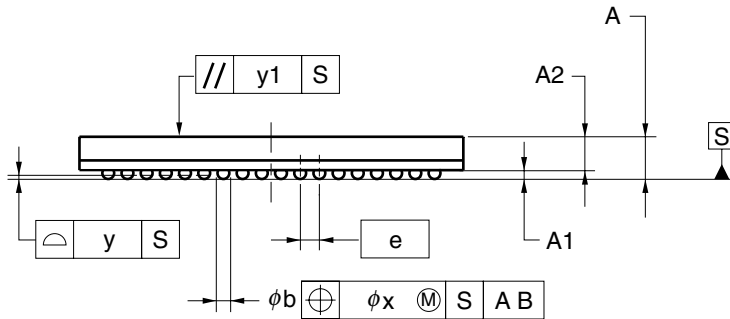 A
// y1 S
A2
S
⌓ y S
e
A1
ϕb ⌖ ϕx Ⓜ S A B